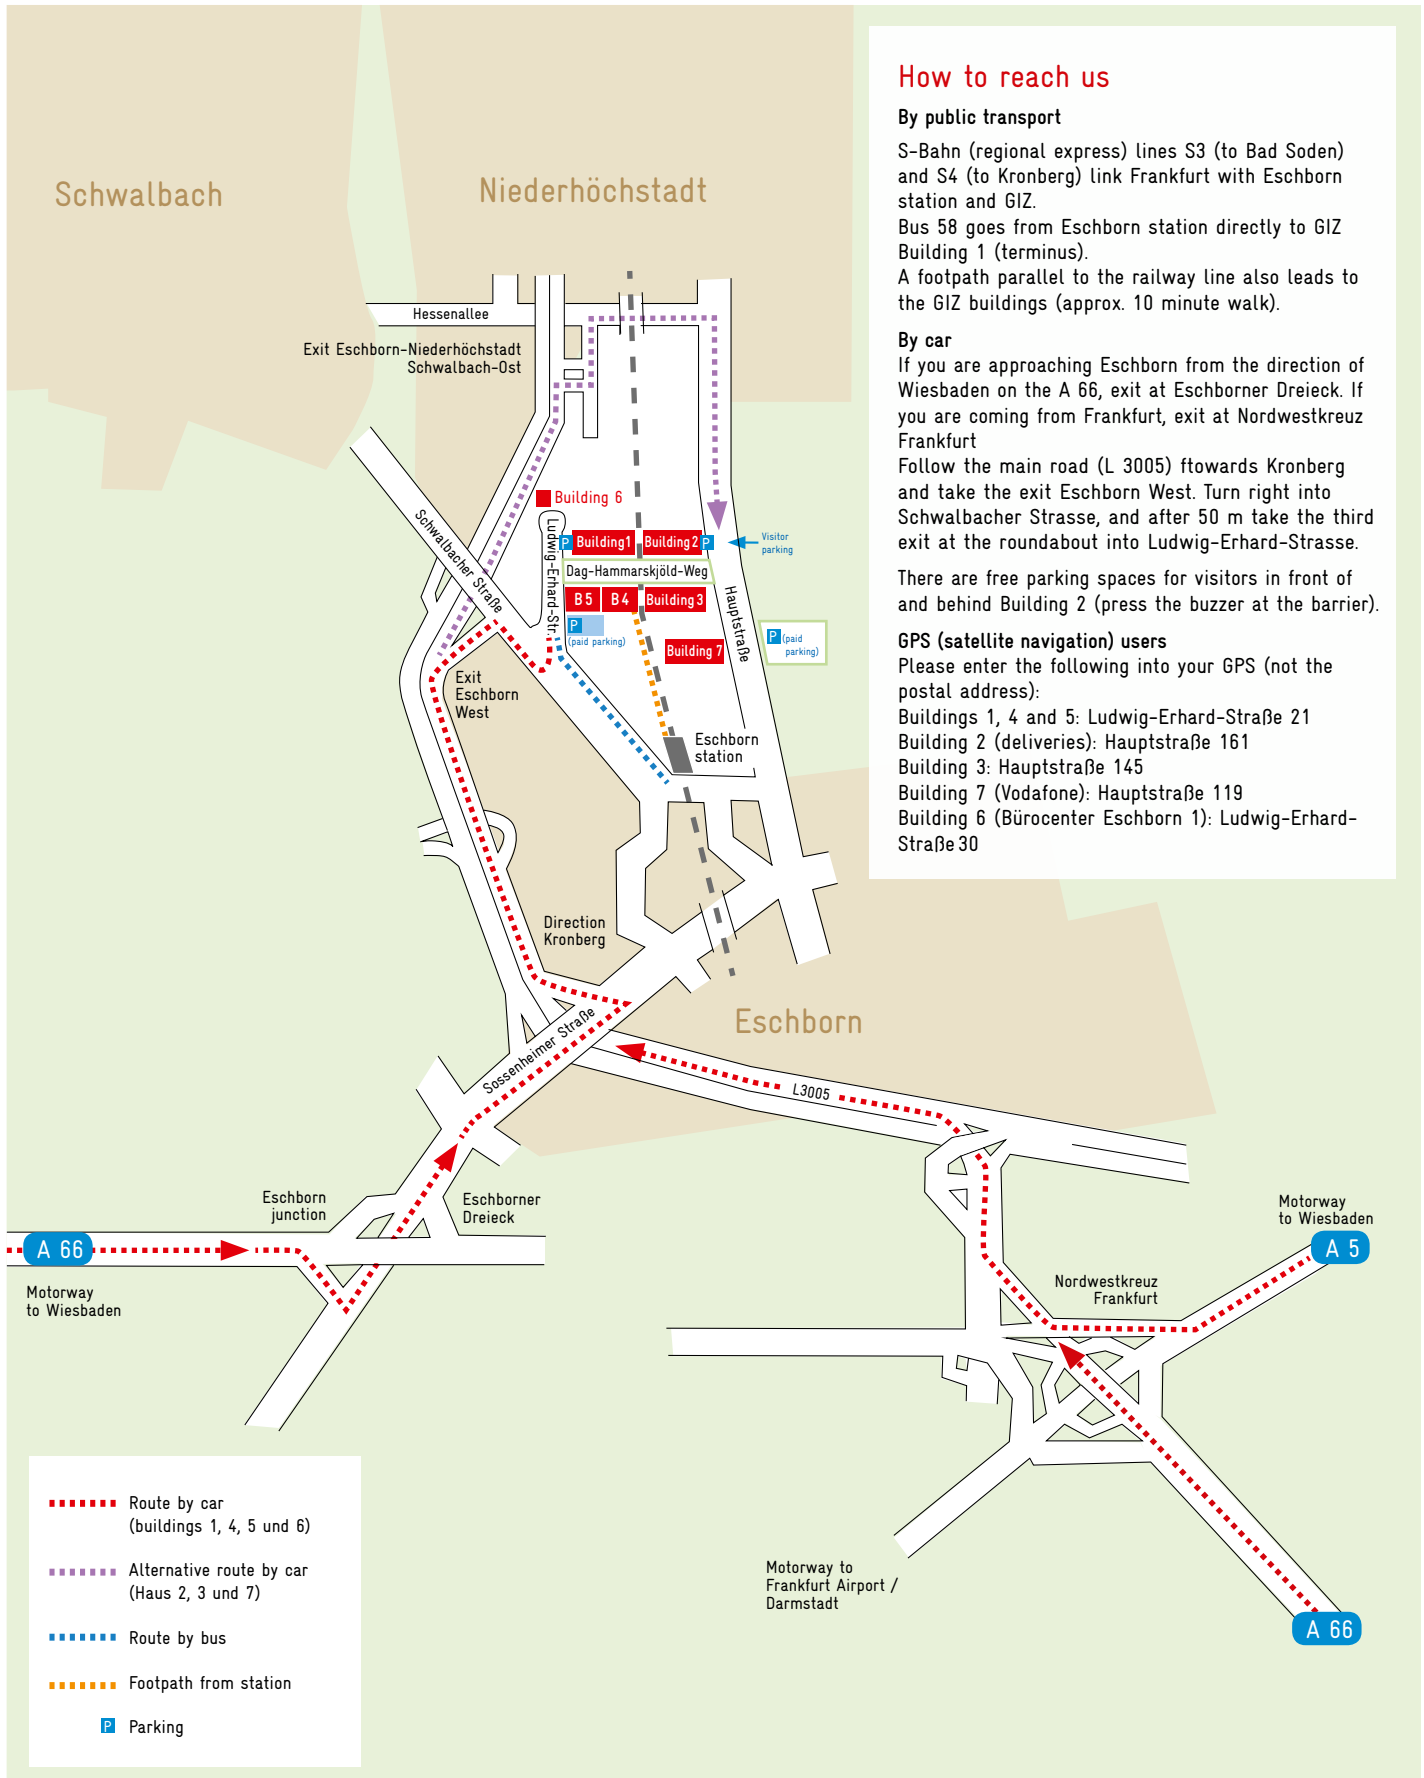 How to reach us
By public transport
S-Bahn (regional express) lines S3 (to Bad Soden)
and S4 (to Kronberg) link Frankfurt with Eschborn
station and GIZ.
Bus 58 goes from Eschborn station directly to GIZ
Building 1 (terminus).
A footpath parallel to the railway line also leads to
the GIZ buildings (approx. 10 minute walk).
By car
If you are approaching Eschborn from the direction of
Wiesbaden on the A 66, exit at Eschborner Dreieck. If
you are coming from Frankfurt, exit at Nordwestkreuz
Frankfurt
Follow the main road (L 3005) ftowards Kronberg
and take the exit Eschborn West. Turn right into
Schwalbacher Strasse, and after 50 m take the third
exit at the roundabout into Ludwig-Erhard-Strasse.
There are free parking spaces for visitors in front of
and behind Building 2 (press the buzzer at the barrier).
GPS (satellite navigation) users
Please enter the following into your GPS (not the
postal address):
Buildings 1, 4 and 5: Ludwig-Erhard-Straße 21
Building 2 (deliveries): Hauptstraße 161
Building 3: Hauptstraße 145
Building 7 (Vodafone): Hauptstraße 119
Building 6 (Bürocenter Eschborn 1): Ludwig-Erhard-
Straße 30
Schwalbach
Niederhöchstadt
Hessenallee
Exit Eschborn-Niederhöchstadt
Schwalbach-Ost
Building 6
Schwalbacher Straße
Ludwig-Erhard-Str.
P
Building1
Building2
P
Visitor
parking
Dag-Hammarskjöld-Weg
B5
B4
Building3
P
(paid parking)
Building 7
Hauptstraße
P (paid
parking)
Exit
Eschborn
West
Eschborn
station
Direction
Kronberg
Eschborn
Sossenheimer Straße
L3005
Eschborn
junction
Eschborner
Dreieck
A 66
Motorway
to Wiesbaden
Motorway
to Wiesbaden
A 5
Nordwestkreuz
Frankfurt
Motorway to
Frankfurt Airport /
Darmstadt
A 66
Route by car
(buildings 1, 4, 5 und 6)
Alternative route by car
(Haus 2, 3 und 7)
Route by bus
Footpath from station
P Parking